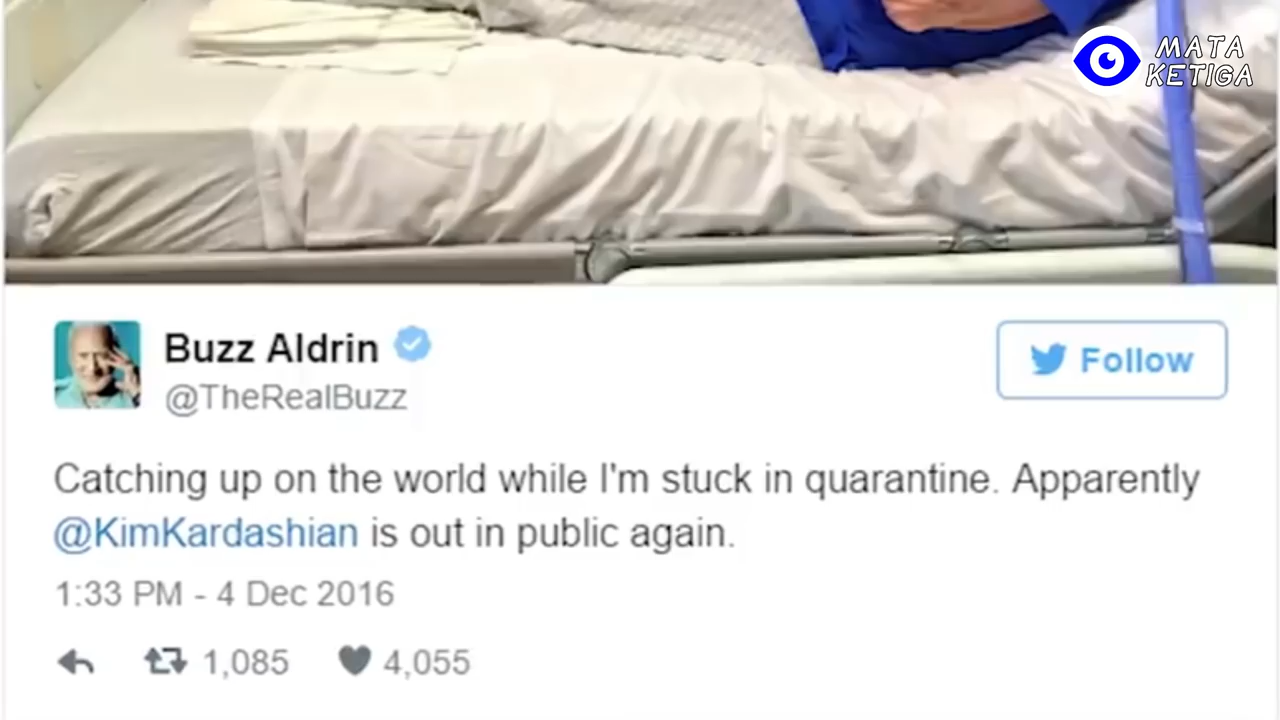 MATA
KETIGA
Buzz Aldrin
@TheRealBuzz
Follow
Catching up on the world while I'm stuck in quarantine. Apparently
@KimKardashian is out in public again.
1:33 PM - 4 Dec 2016
1,085 4,055